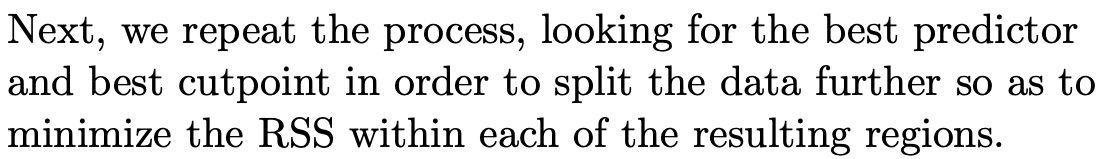 Next, we repeat the process, looking for the best predictor
and best cutpoint in order to split the data further so as to
minimize the RSS within each of the resulting regions.